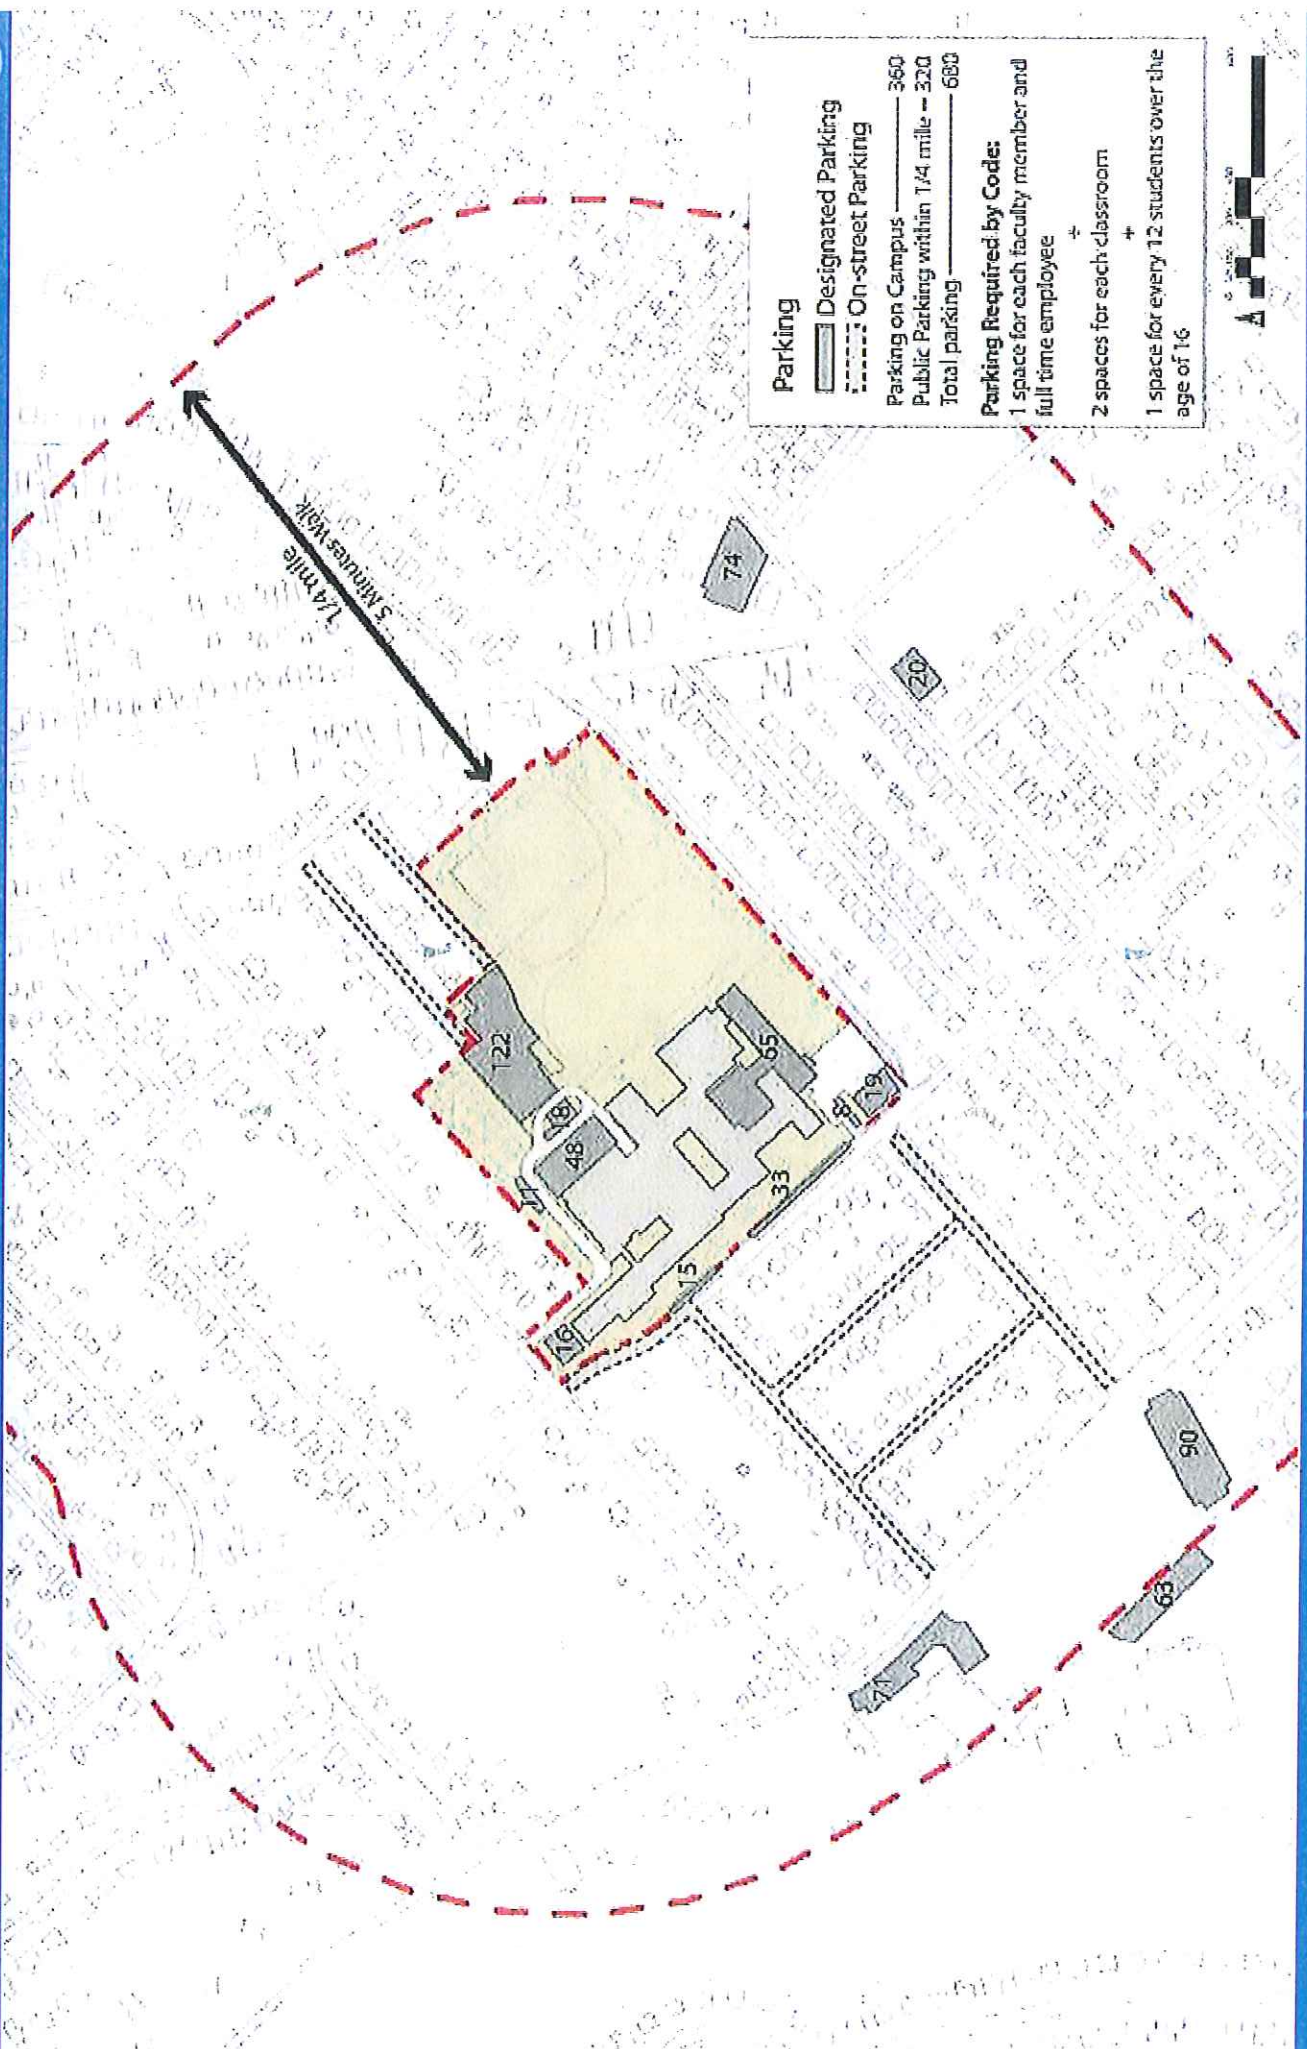 Parking
Designated Parking
On-street Parking
Parking on Campus 360
Public Parking within 1/4 mile 320
Total parking 680
Parking Required by Code:
1 space for each faculty member and
full time employee
+
2 spaces for each classroom
+
1 space for every 12 students over the
age of 16
1/4 mile
5 Minutes Walk
74
20
122
18
48
65
19
8
33
15
16
90
63